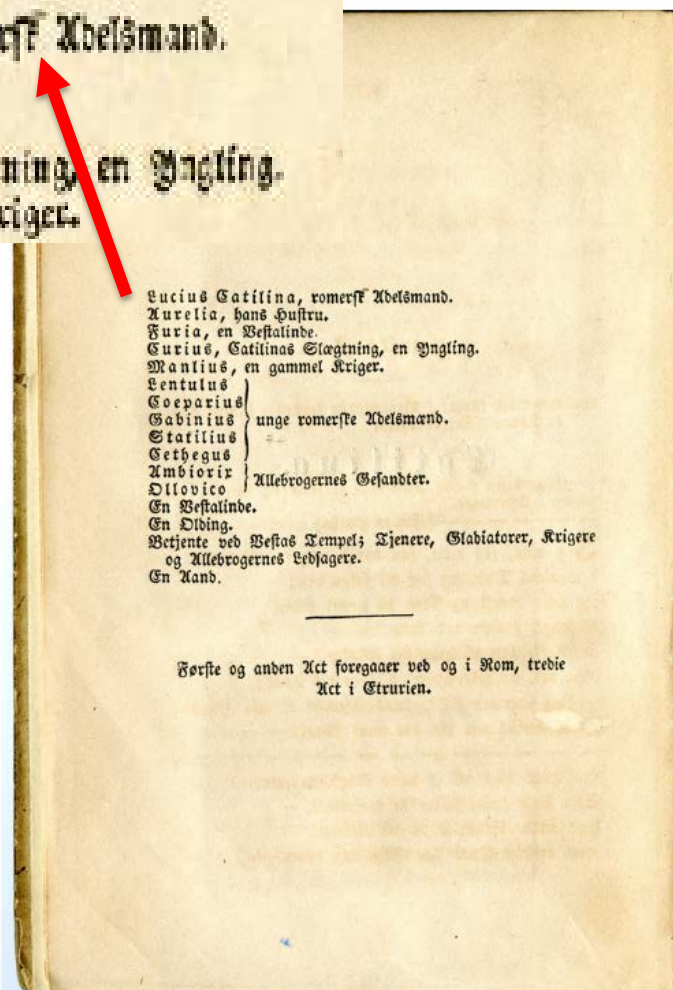 rsk Adelsmand.
ning, en Yngling.
riger.
Lucius Catilina, romersk Adelsmand.
Aurelia, hans Hustru.
Furia, en Vestalinde.
Curius, Catilinas Slægtning, en Yngling.
Manlius, en gammel Kriger.
Lentulus
Coeparius
Gabinius } unge romerske Adelsmænd.
Statilius
Cethegus
Ambiorix
Ollovico } Allebrogernes Gesandter.
En Vestalinde.
En Olding.
Betjente ved Vestas Tempel; Tjenere, Gladiatorer, Krigere
og Allebrogernes Ledsagere.
En Aand.
Første og anden Act foregaaer ved og i Rom, tredie
Act i Etrurien.